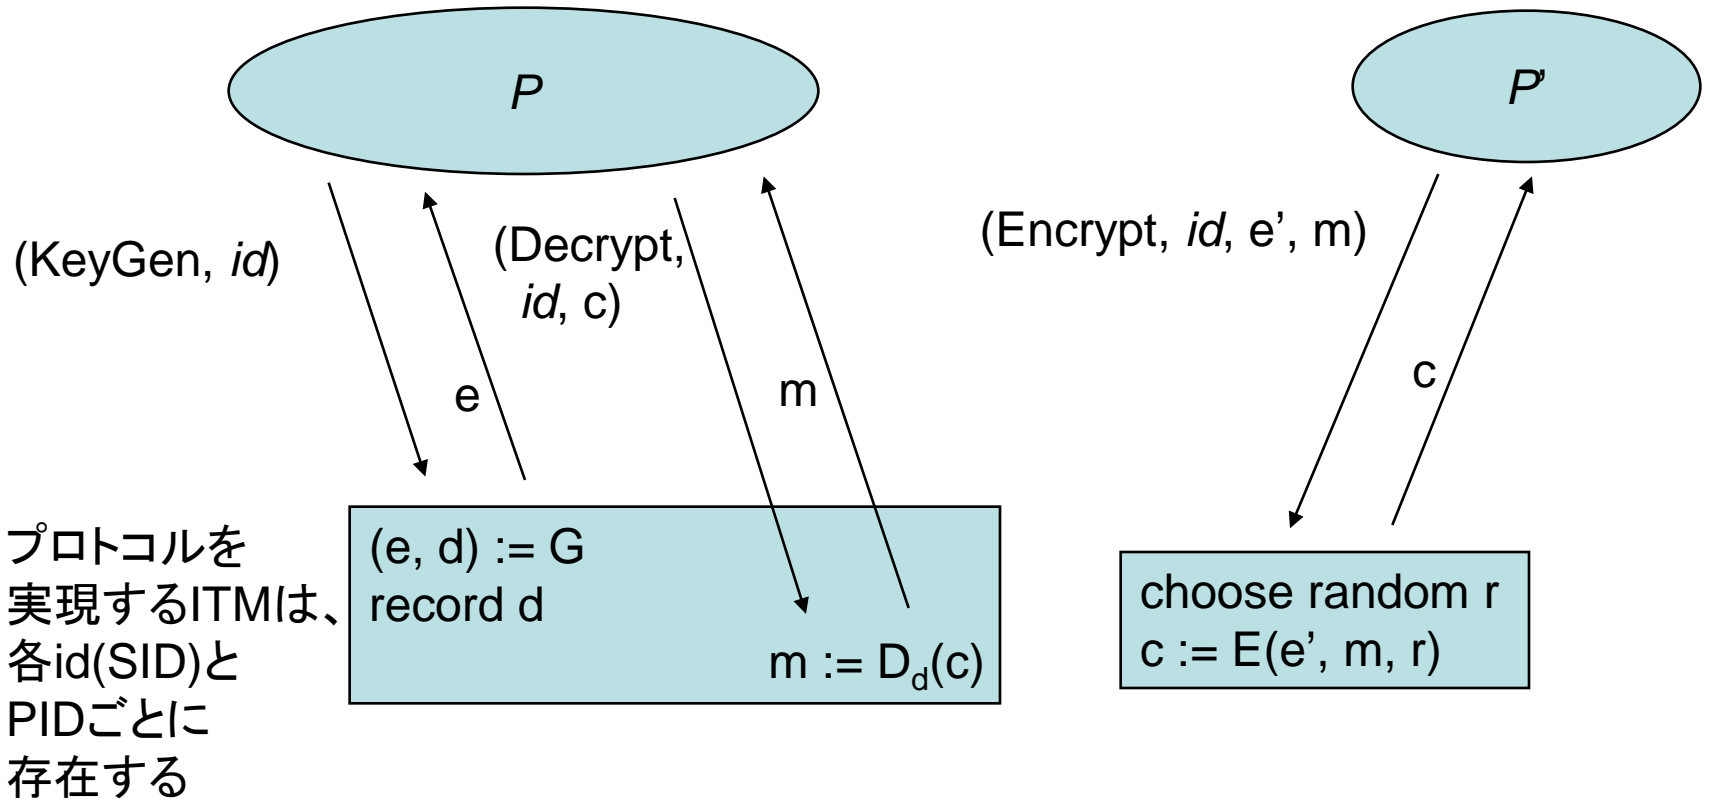 P
P’
(KeyGen, id)
(Decrypt,
id, c)
(Encrypt, id, e’, m)
e
m
c
プロトコルを
実現するITMは、
各id(SID)と
PIDごとに
存在する
(e, d) := G
record d
m := D_d(c)
choose random r
c := E(e’, m, r)